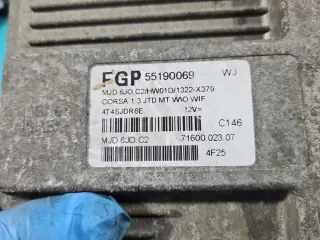 FGP 55190069 WJ
MJD 6JO.C2/HW01D/1322-X379
CORSA 1.3 JTD MT W\O WIF
4T4SJDR6E 12V= C146
MJD 6JO.C2 71600.023.07
4F25